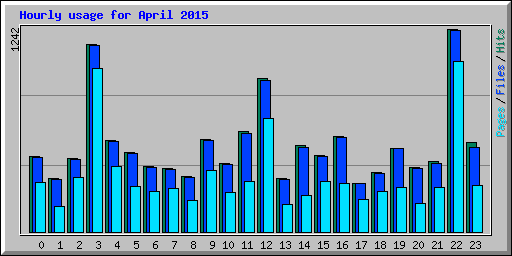 Hourly usage for April 2015
1242
Pages/Files/Hits
0 1 2 3 4 5 6 7 8 9 10 11 12 13 14 15 16 17 18 19 20 21 22 23